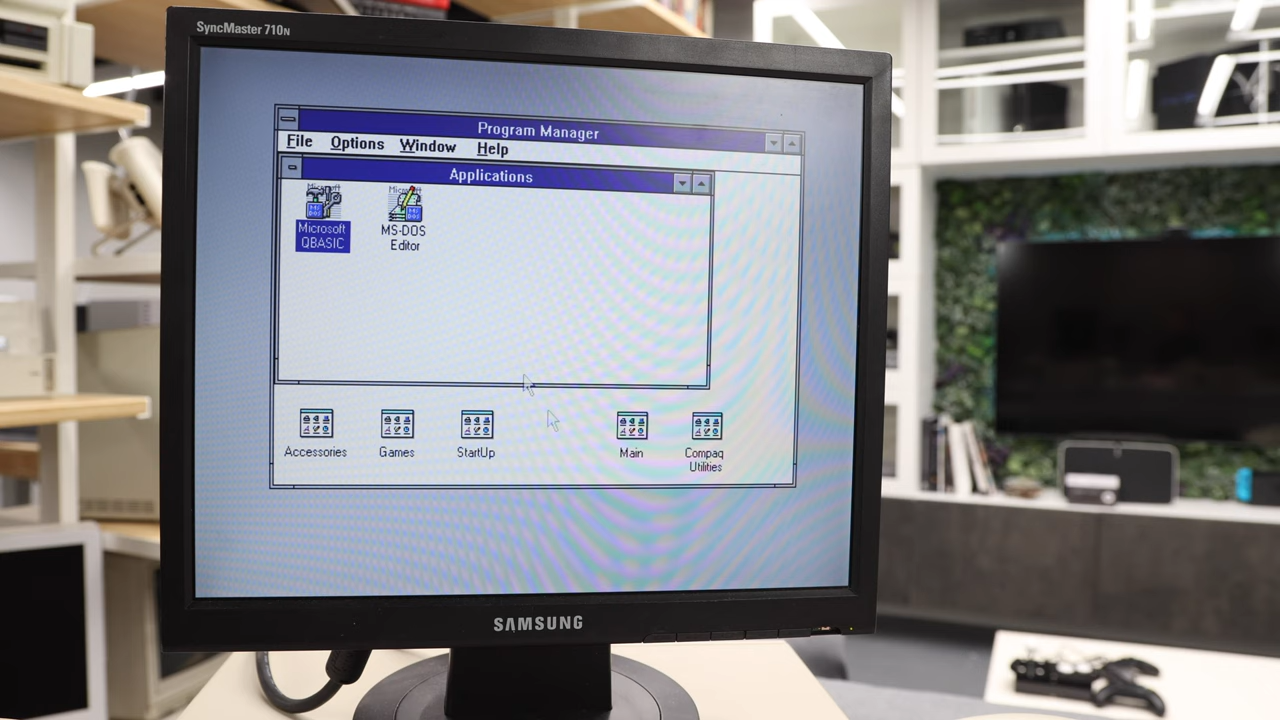 SyncMaster 710N
Program Manager
File Options Window Help
Applications
Microsoft
QBASIC
MS-DOS
Editor
Accessories
Games
StartUp
Main
Compaq
Utilities
SAMSUNG